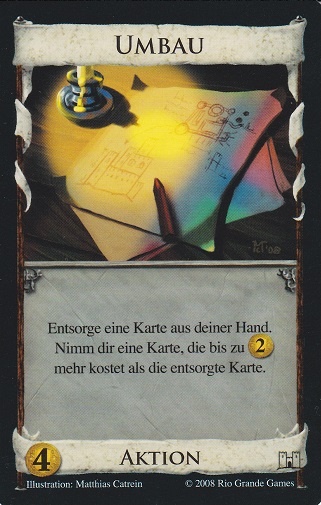 UMBAU
Entsorge eine Karte aus deiner Hand.
Nimm dir eine Karte, die bis zu 2
mehr kostet als die entsorgte Karte.
4 AKTION
Illustration: Matthias Catrein © 2008 Rio Grande Games